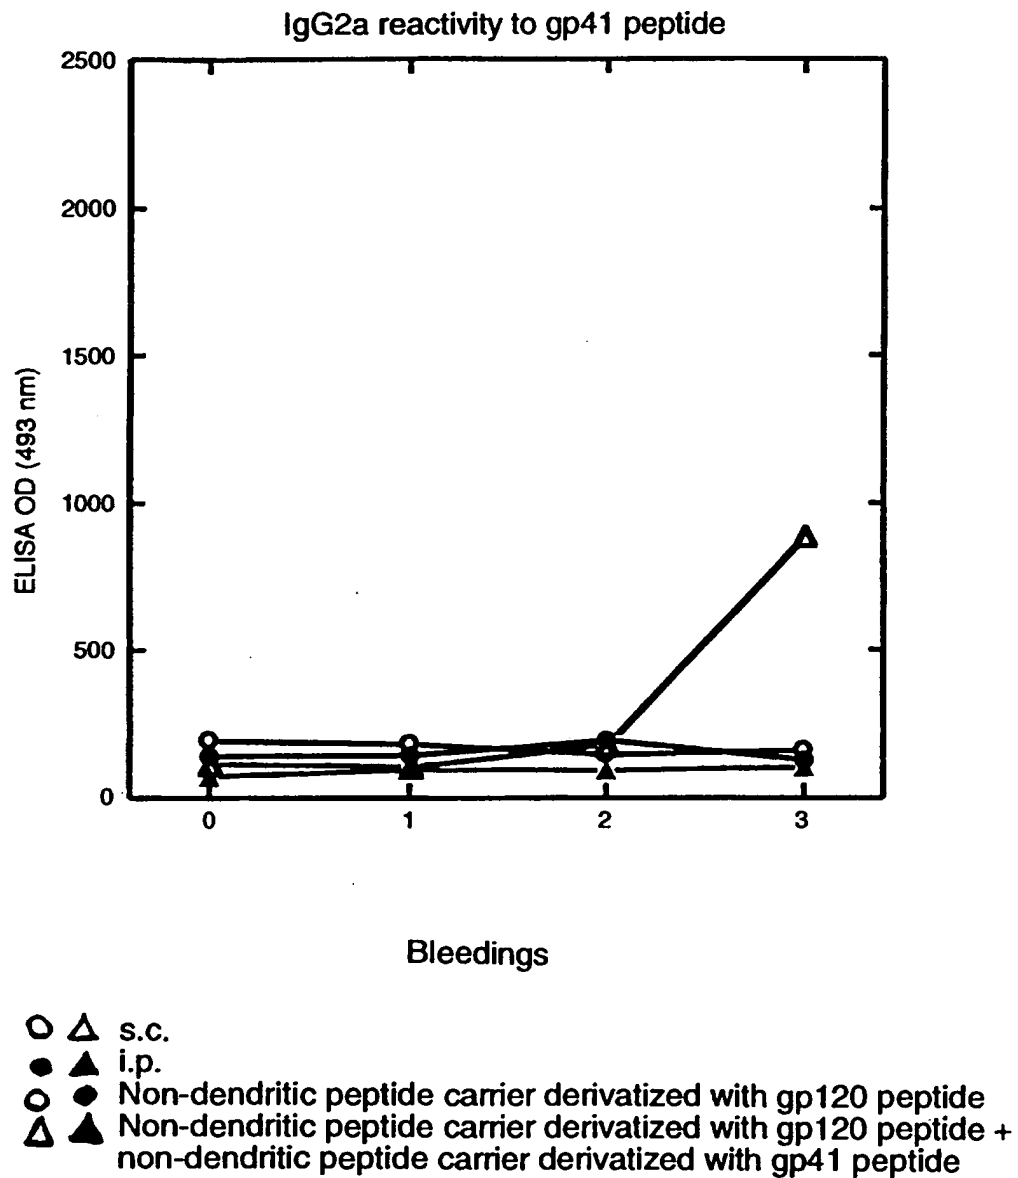 IgG2a reactivity to gp41 peptide
2500
2000
1500
1000
500
0
ELISA OD (493 nm)
0 1 2 3
Bleedings
s.c.
i.p.
Non-dendritic peptide carrier derivatized with gp120 peptide
Non-dendritic peptide carrier derivatized with gp120 peptide +
non-dendritic peptide carrier derivatized with gp41 peptide